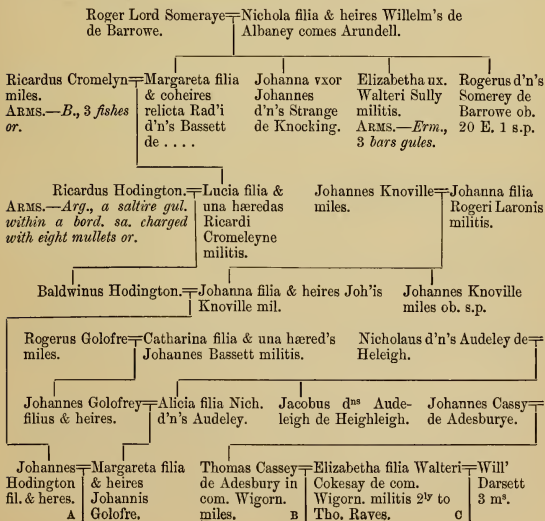 Roger Lord Someraye=Nichola filia & heires Willelm's de
de Barrowe. Albaney comes Arundell.
Ricardus Cromelyn=Margareta filia
miles. & coheires
ARMS.—B., 3 fishes relicta Rad'i
or. d'n's Bassett
de . . . .
Johanna vxor
Johannes
d'n's Strange
de Knocking.
Elizabetha ux.
Walteri Sully
militis.
ARMS.—Erm.,
3 bars gules.
Rogerus d'n's
Somerey de
Barrowe ob.
20 E. 1 s.p.
Ricardus Hodington.=Lucia filia &
ARMS.—Arg., a saltire gul. una hæredas
within a bord. sa. charged Ricardi
with eight mullets or. Cromeleyne
militis.
Johannes Knoville=Johanna filia
miles. Rogeri Laronis
militis.
Baldwinus Hodington.=Johanna filia & heires Joh'is
Knoville mil.
Johannes Knoville
miles ob. s.p.
Rogerus Golofre=Catharina filia & una hæred's
miles. Johannes Bassett militis.
Nicholaus d'n's Audeley de=
Heleigh.
Johannes Golofrey=Alicia filia Nich.
filius & heires. d'n's Audeley.
Jacobus dns Aude-
leigh de Heighleigh.
Johannes Cassy=
de Adesburye.
Johannes=Margareta filia
Hodington & heires
fil. & heres. Johannis
A Golofre.
Thomas Cassey=Elizabetha filia Walteri=Will'
de Adesbury in Cokesay de com. Darsett
com. Wigorn. Wigorn. militis 2ly to 3 ms.
miles. B Tho. Raves. C